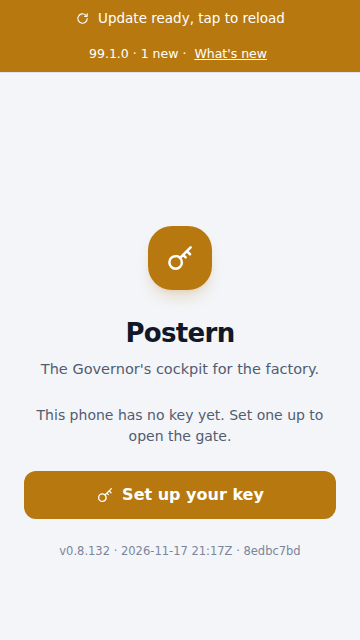 Update ready, tap to reload
99.1.0 · 1 new · What's new
Postern
The Governor's cockpit for the factory.
This phone has no key yet. Set one up to
open the gate.
Set up your key
v0.8.132 · 2026-11-17 21:17Z · 8edbc7bd